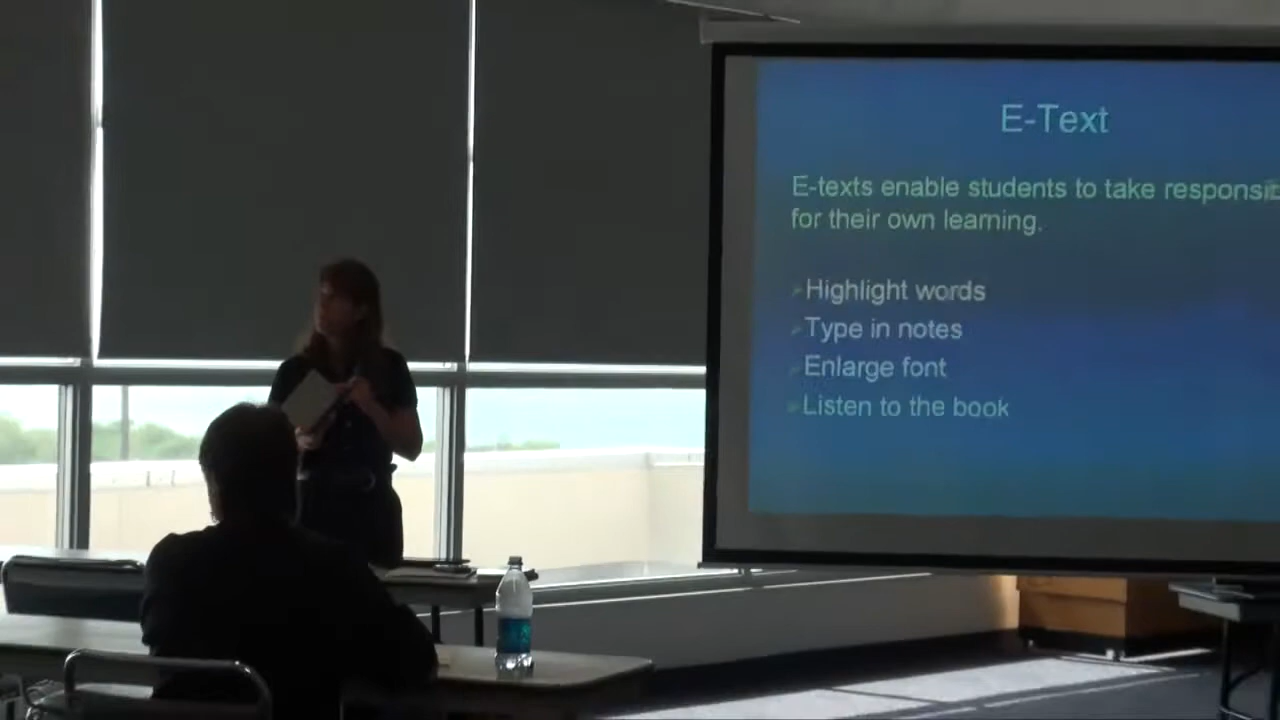 E-Text
E-texts enable students to take responsi
for their own learning.
Highlight words
Type in notes
Enlarge font
Listen to the book